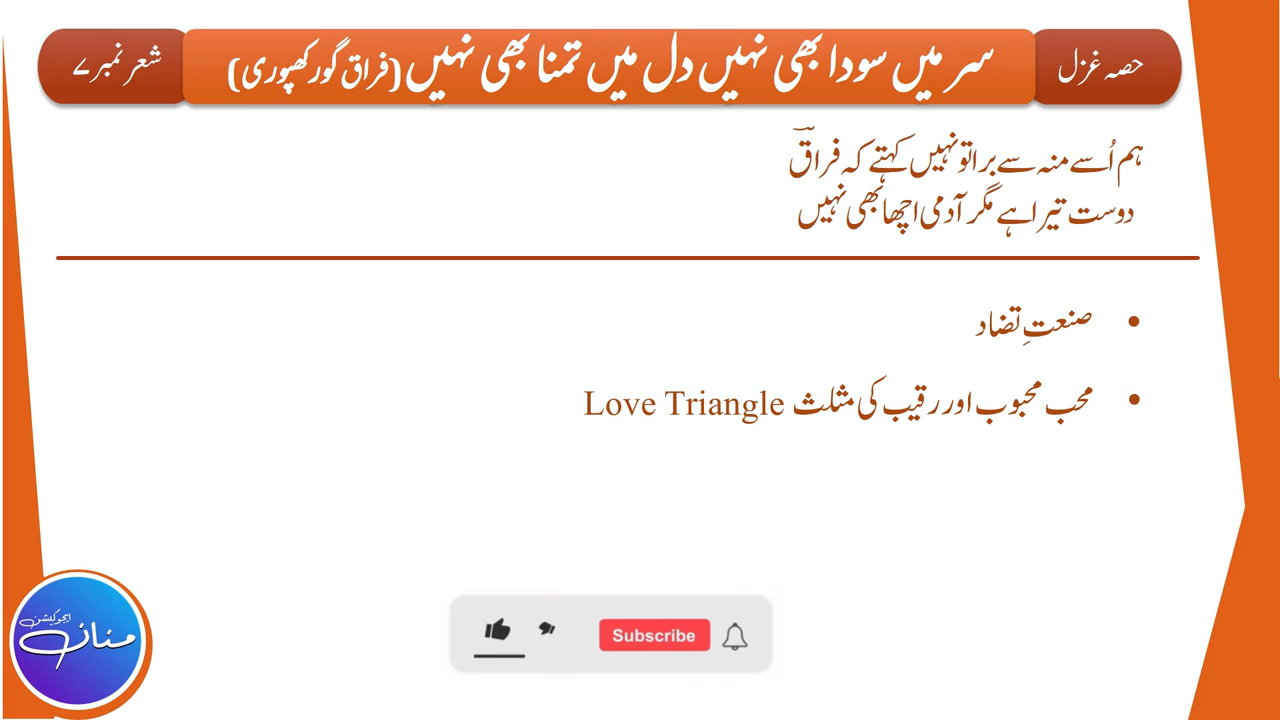 حصہ غزل
سر میں سودا بھی نہیں دل میں تمنا بھی نہیں (فراق گورکھپوری)
شعر نمبر ۷
ہم اُسے منہ سے برا تو نہیں کہتے کہ فراقؔ
دوست تیرا ہے مگر آدمی اچھا بھی نہیں
• صنعتِ تضاد
• محب محبوب اور رقیب کی مثلث Love Triangle
Subscribe
منان
ایجوکیشن